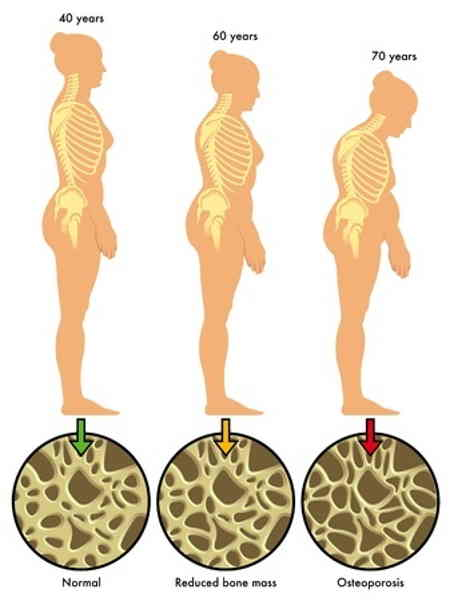 40 years
60 years
70 years
Normal
Reduced bone mass
Osteoporosis